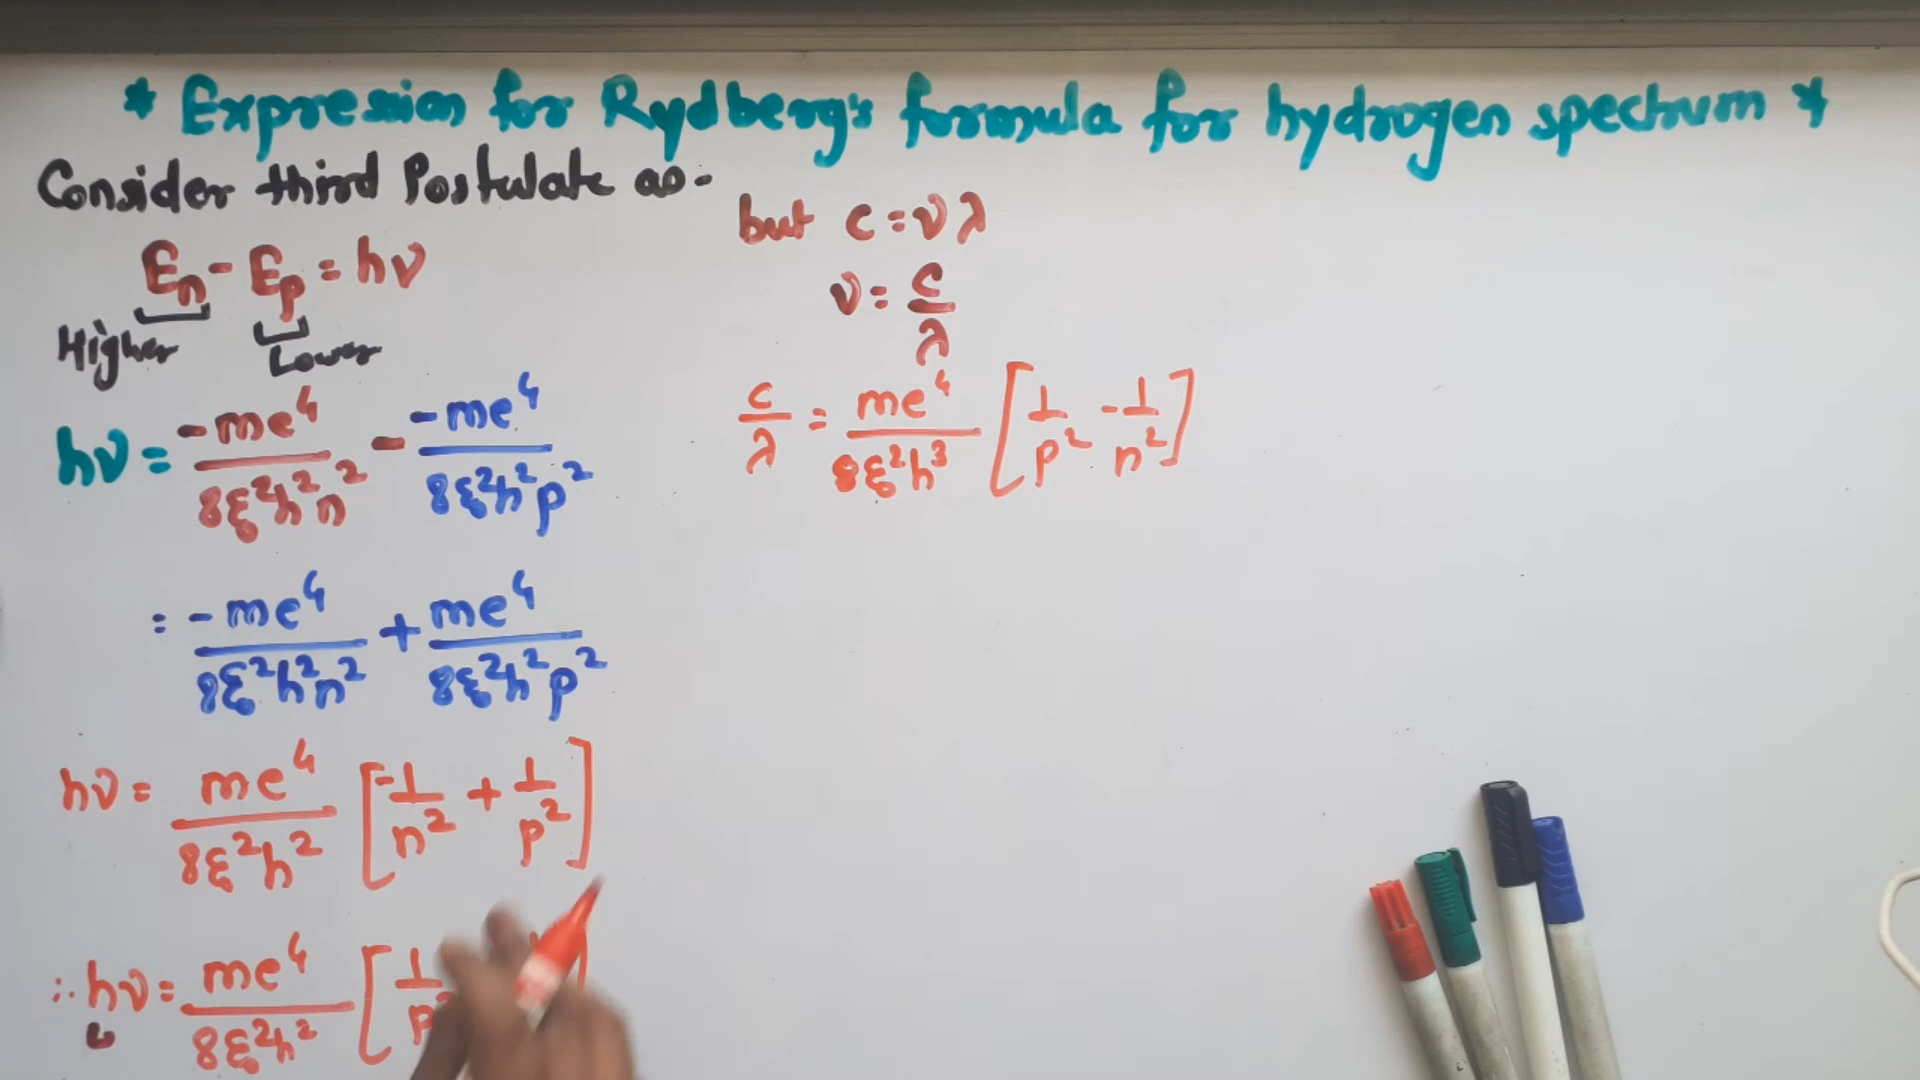 * Expression for Rydberg's formula for hydrogen spectrum *
Consider third Postulate as-
Eₙ - Eₚ = hν
Higher Lower
hν = -me⁴/8ε₀²h²n² - -me⁴/8ε₀²h²p²
= -me⁴/8ε₀²h²n² + me⁴/8ε₀²h²p²
hν = me⁴/8ε₀²h² [-1/n² + 1/p²]
∴ hν = me⁴/8ε₀²h² [1/p²
but c = νλ
ν = c/λ
c/λ = me⁴/8ε₀²h³ [1/p² - 1/n²]